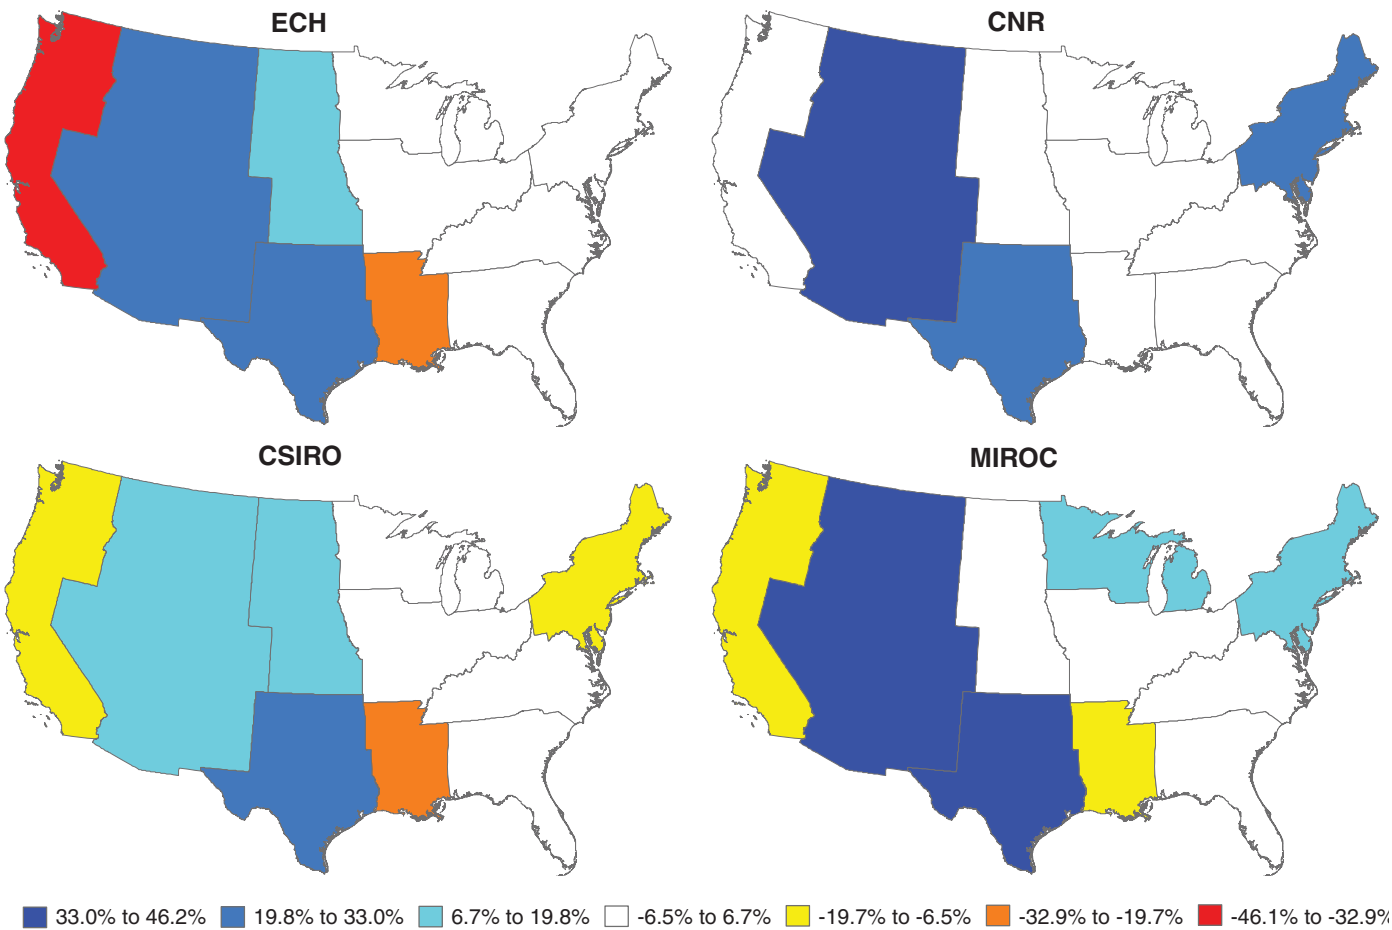 ECH
CNR
CSIRO
MIROC
33.0% to 46.2% 19.8% to 33.0% 6.7% to 19.8% -6.5% to 6.7% -19.7% to -6.5% -32.9% to -19.7% -46.1% to -32.9%